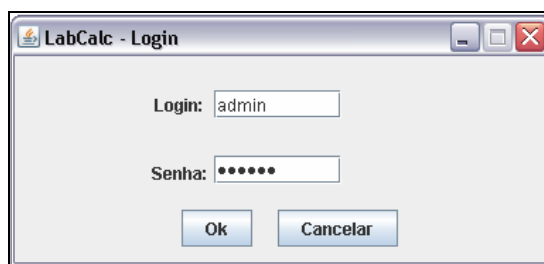 LabCalc - Login
Login: admin
Senha: ••••••
Ok Cancelar